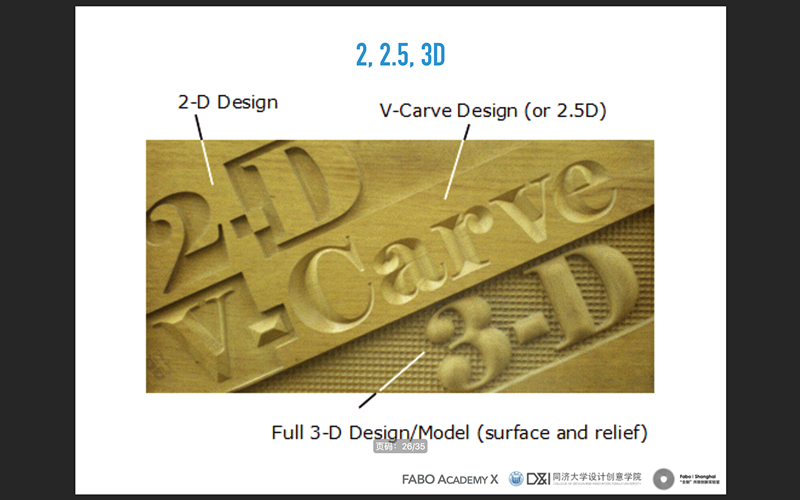 2, 2.5, 3D
2-D Design
V-Carve Design (or 2.5D)
2-D
V-Carve
3-D
Full 3-D Design/Model (surface and relief)
页码: 26/35
FABO ACADEMY X
D&I 同济大学设计创意学院
Fabo | Shanghai